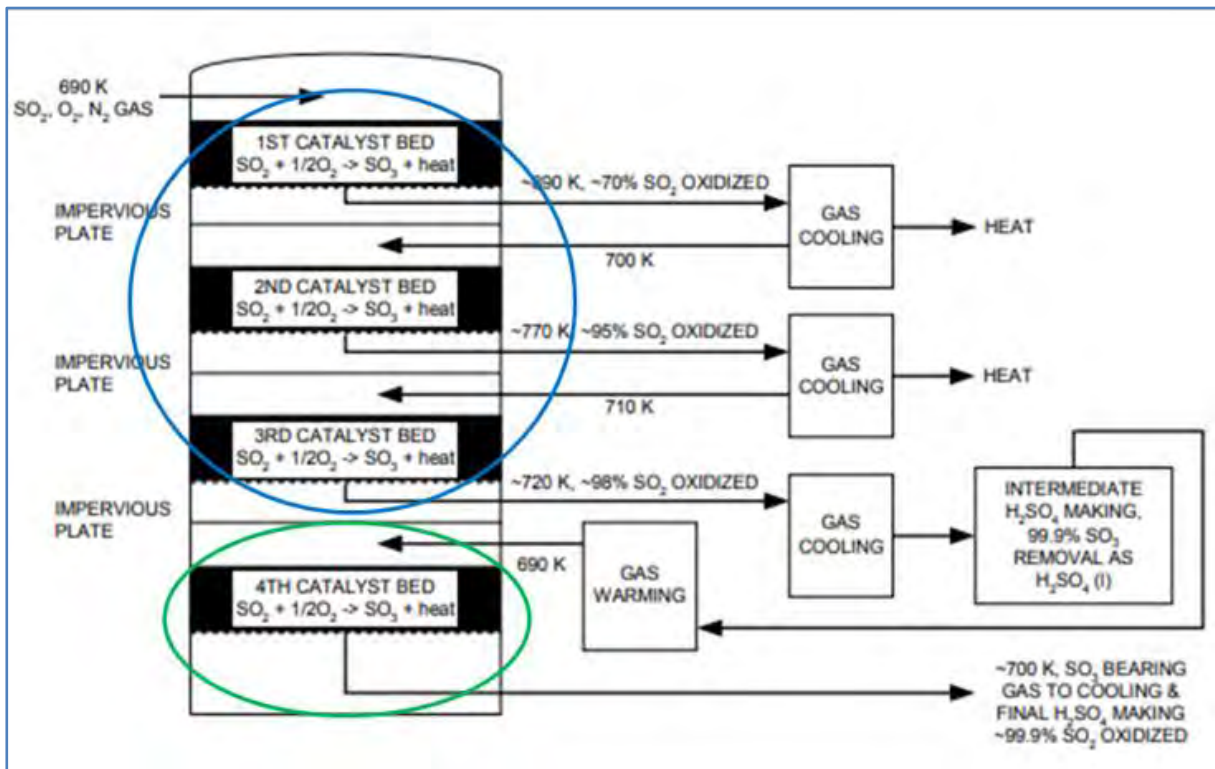 690 K
SO₂, O₂, N₂ GAS
1ST CATALYST BED
SO₂ + 1/2O₂ -> SO₃ + heat
~890 K, ~70% SO₂ OXIDIZED
GAS
COOLING
HEAT
IMPERVIOUS
PLATE
700 K
2ND CATALYST BED
SO₂ + 1/2O₂ -> SO₃ + heat
~770 K, ~95% SO₂ OXIDIZED
GAS
COOLING
HEAT
IMPERVIOUS
PLATE
710 K
3RD CATALYST BED
SO₂ + 1/2O₂ -> SO₃ + heat
~720 K, ~98% SO₂ OXIDIZED
GAS
COOLING
INTERMEDIATE
H₂SO₄ MAKING,
99.9% SO₃
REMOVAL AS
H₂SO₄ (l)
IMPERVIOUS
PLATE
690 K
GAS
WARMING
4TH CATALYST BED
SO₂ + 1/2O₂ -> SO₃ + heat
~700 K, SO₃ BEARING
GAS TO COOLING &
FINAL H₂SO₄ MAKING
~99.9% SO₂ OXIDIZED